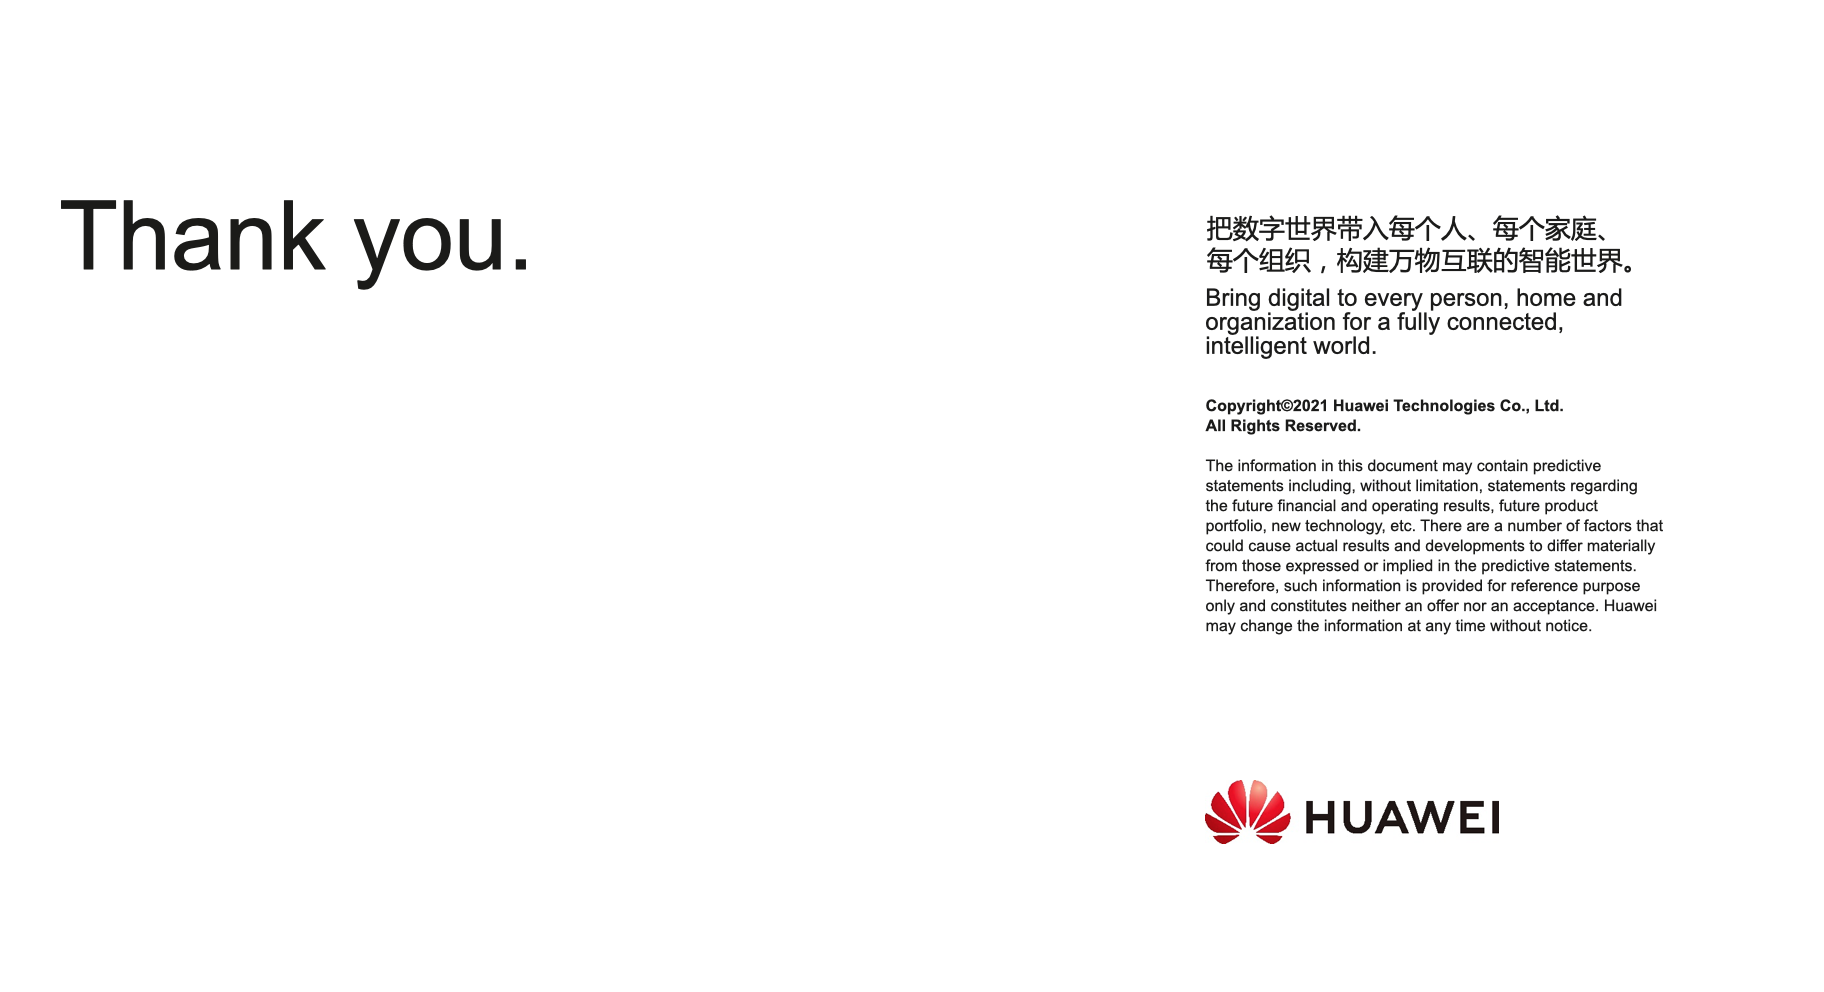 Thank you.
把数字世界带入每个人、每个家庭、
每个组织，构建万物互联的智能世界。
Bring digital to every person, home and
organization for a fully connected,
intelligent world.
Copyright©2021 Huawei Technologies Co., Ltd.
All Rights Reserved.
The information in this document may contain predictive
statements including, without limitation, statements regarding
the future financial and operating results, future product
portfolio, new technology, etc. There are a number of factors that
could cause actual results and developments to differ materially
from those expressed or implied in the predictive statements.
Therefore, such information is provided for reference purpose
only and constitutes neither an offer nor an acceptance. Huawei
may change the information at any time without notice.
HUAWEI